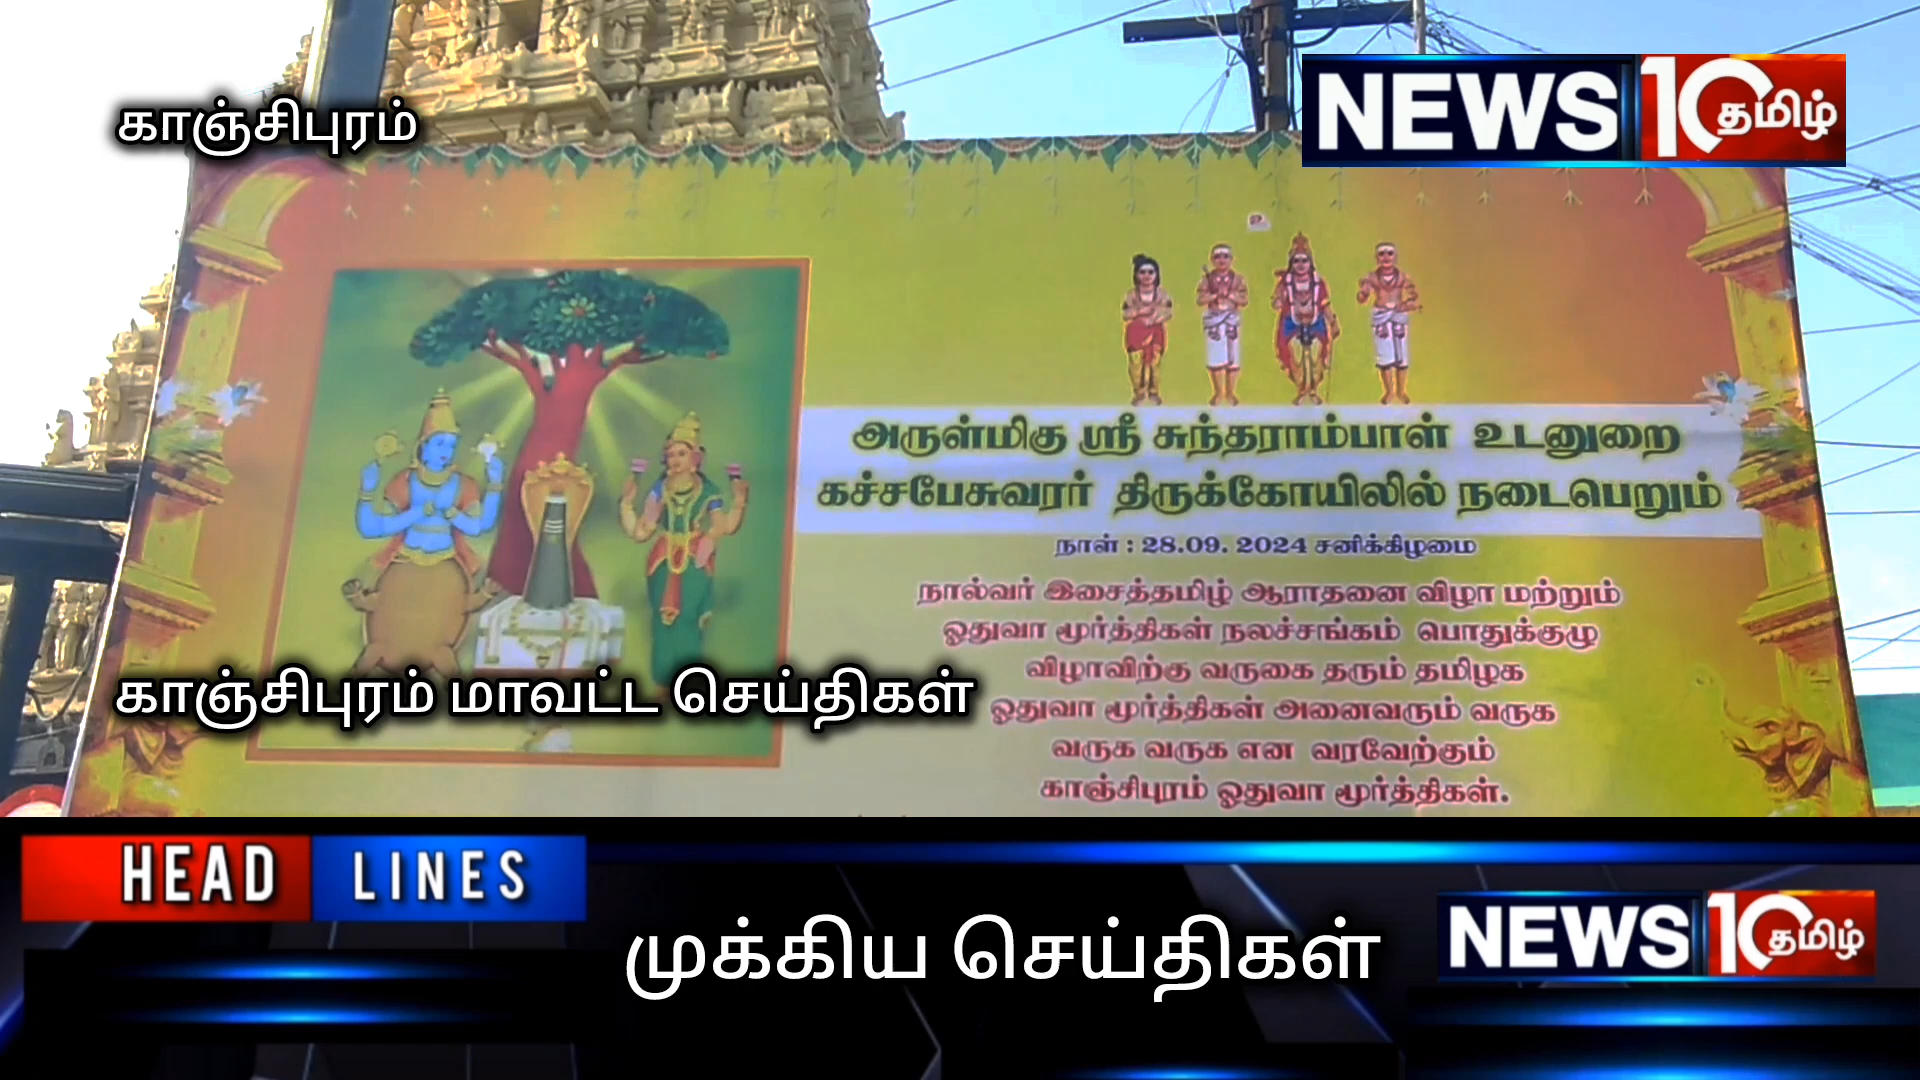 காஞ்சிபுரம்
NEWS 10 தமிழ்
உ
அருள்மிகு ஸ்ரீ சுந்தராம்பாள் உடனுறை
கச்சபேசுவரர் திருக்கோயிலில் நடைபெறும்
நாள் : 28.09. 2024 சனிக்கிழமை
நால்வர் இசைத்தமிழ் ஆராதனை விழா மற்றும்
ஓதுவா மூர்த்திகள் நலச்சங்கம் பொதுக்குழு
விழாவிற்கு வருகை தரும் தமிழக
ஓதுவா மூர்த்திகள் அனைவரும் வருக
வருக வருக என வரவேற்கும்
காஞ்சிபுரம் ஓதுவா மூர்த்திகள்.
காஞ்சிபுரம் மாவட்ட செய்திகள்
HEAD LINES
முக்கிய செய்திகள்
NEWS 10 தமிழ்